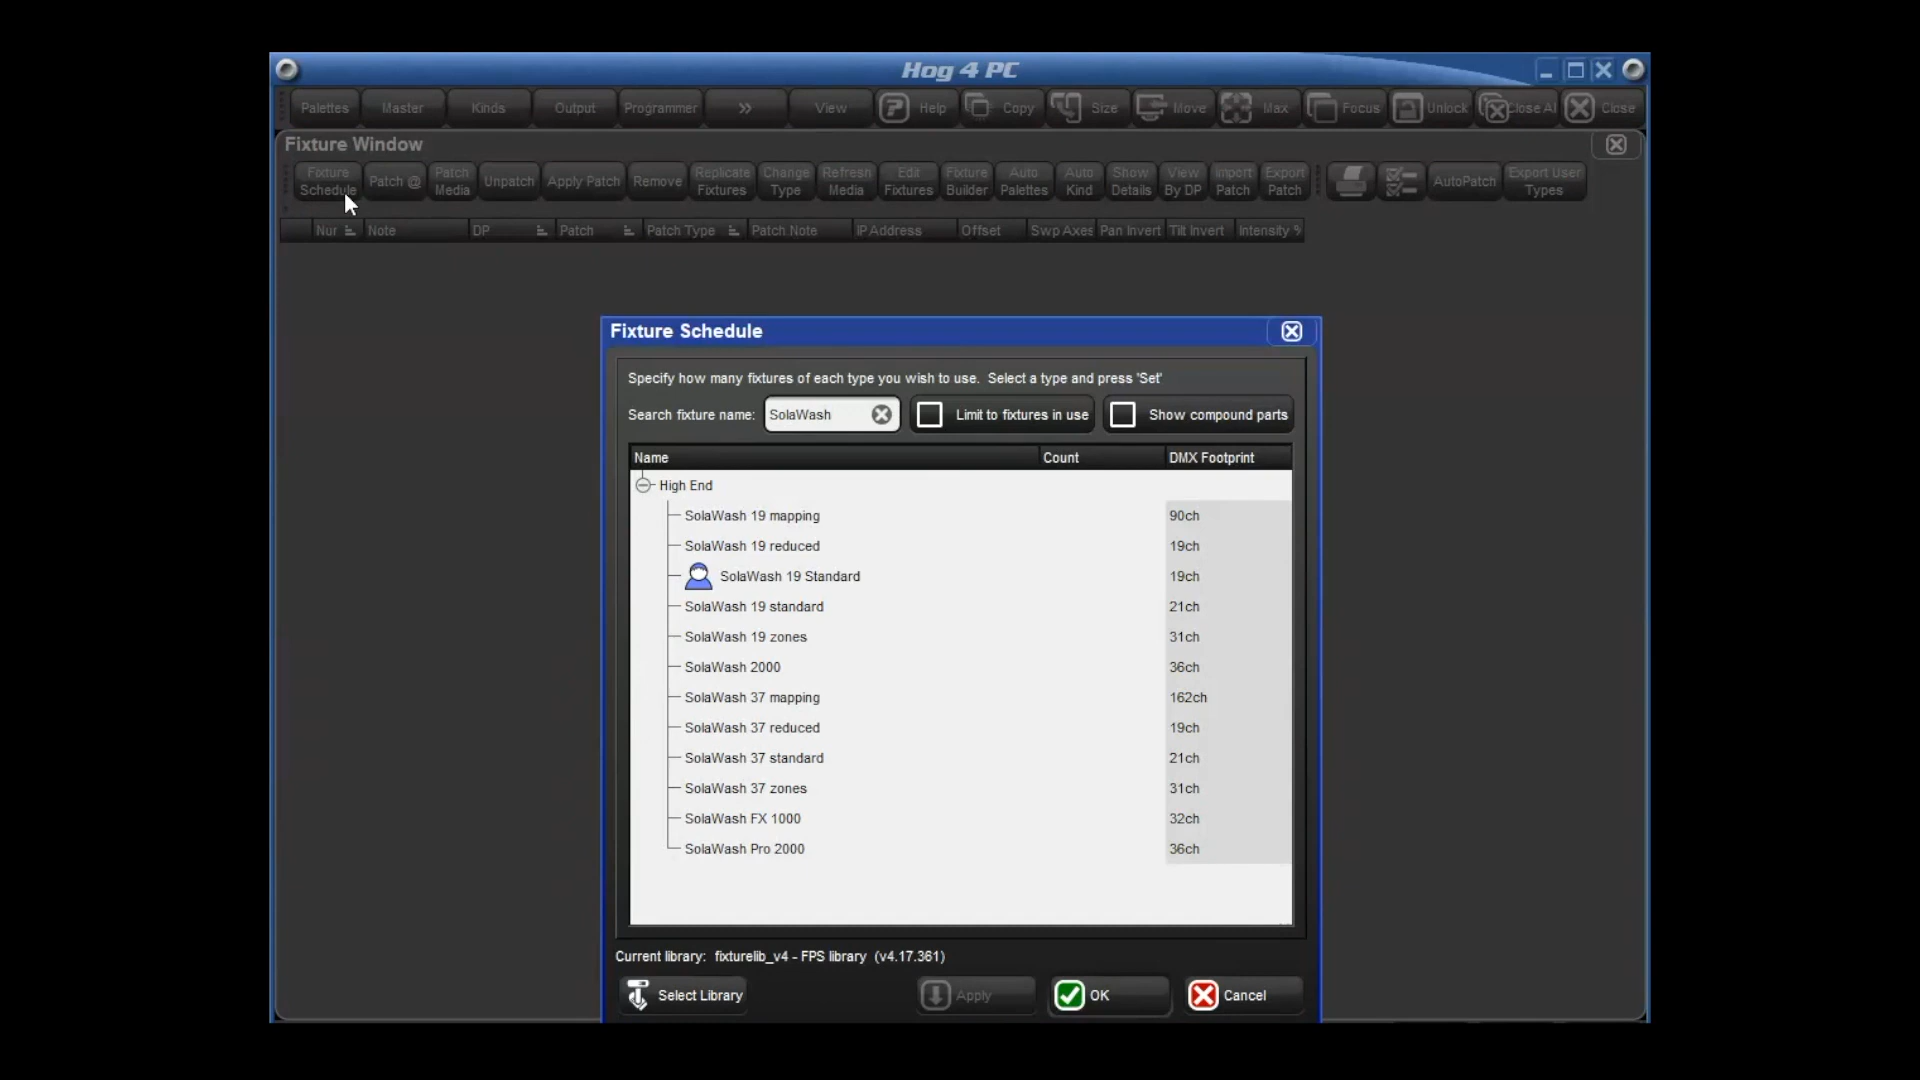 Hog 4 PC
Palettes Master Kinds Output Programmer » View Help Copy Size Move Max Focus Unlock Close Al Close
Fixture Window
Fixture Schedule Patch @ Patch Media Unpatch Apply Patch Remove Replicate Fixtures Change Type Refresh Media Edit Fixtures Fixture Builder Auto Palettes Auto Kind Show Details View By DP Import Patch Export Patch AutoPatch Export User Types
Nur Note DP Patch Patch Type Patch Note IP Address Offset Swp Axes Pan Invert Tilt Invert Intensity %
Fixture Schedule
Specify how many fixtures of each type you wish to use. Select a type and press 'Set'
Search fixture name: SolaWash Limit to fixtures in use Show compound parts
Name Count DMX Footprint
High End
SolaWash 19 mapping 90ch
SolaWash 19 reduced 19ch
SolaWash 19 Standard 19ch
SolaWash 19 standard 21ch
SolaWash 19 zones 31ch
SolaWash 2000 36ch
SolaWash 37 mapping 162ch
SolaWash 37 reduced 19ch
SolaWash 37 standard 21ch
SolaWash 37 zones 31ch
SolaWash FX 1000 32ch
SolaWash Pro 2000 36ch
Current library: fixturelib_v4 - FPS library (v4.17.361)
Select Library Apply OK Cancel